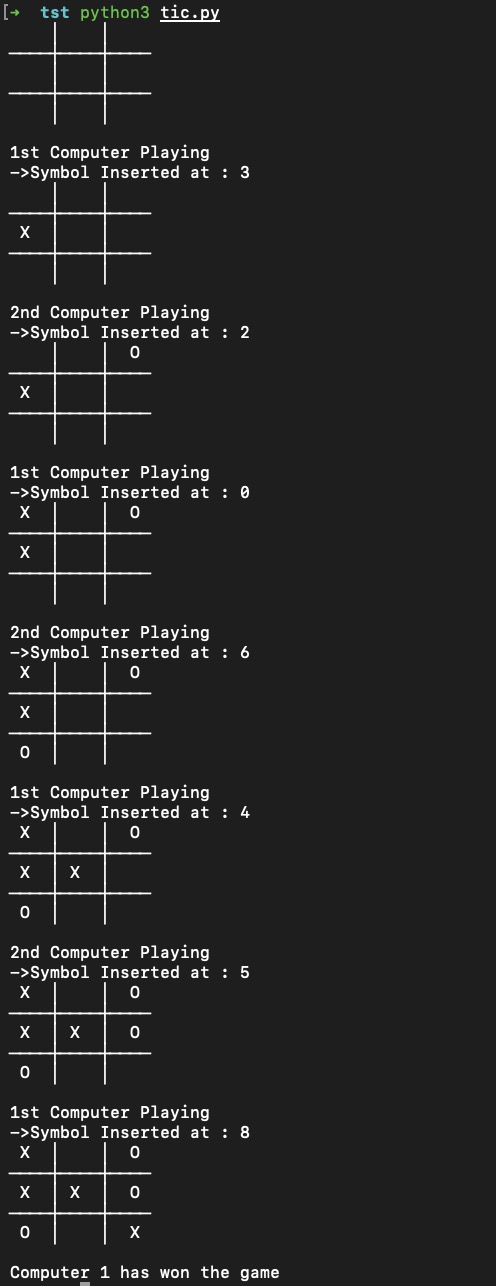 [➜ tst python3 tic.py
1st Computer Playing
->Symbol Inserted at : 3
X
2nd Computer Playing
->Symbol Inserted at : 2
O
X
1st Computer Playing
->Symbol Inserted at : 0
X O
X
2nd Computer Playing
->Symbol Inserted at : 6
X O
X
O
1st Computer Playing
->Symbol Inserted at : 4
X O
X X
O
2nd Computer Playing
->Symbol Inserted at : 5
X O
X X O
O
1st Computer Playing
->Symbol Inserted at : 8
X O
X X O
O X
Computer 1 has won the game